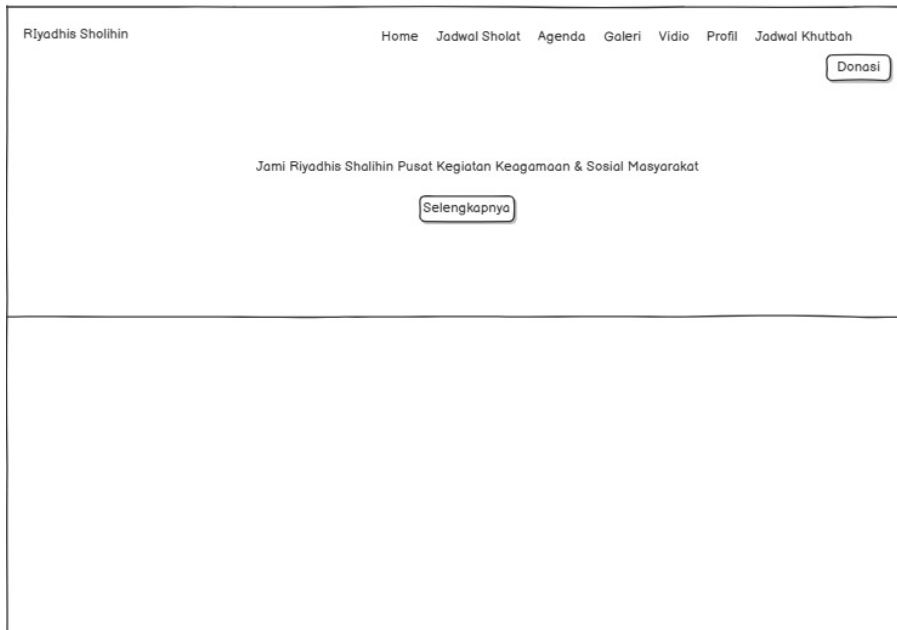 RIyadhis Sholihin
Home Jadwal Sholat Agenda Galeri Vidio Profil Jadwal Khutbah
Donasi
Jami Riyadhis Shalihin Pusat Kegiatan Keagamaan & Sosial Masyarakat
Selengkapnya